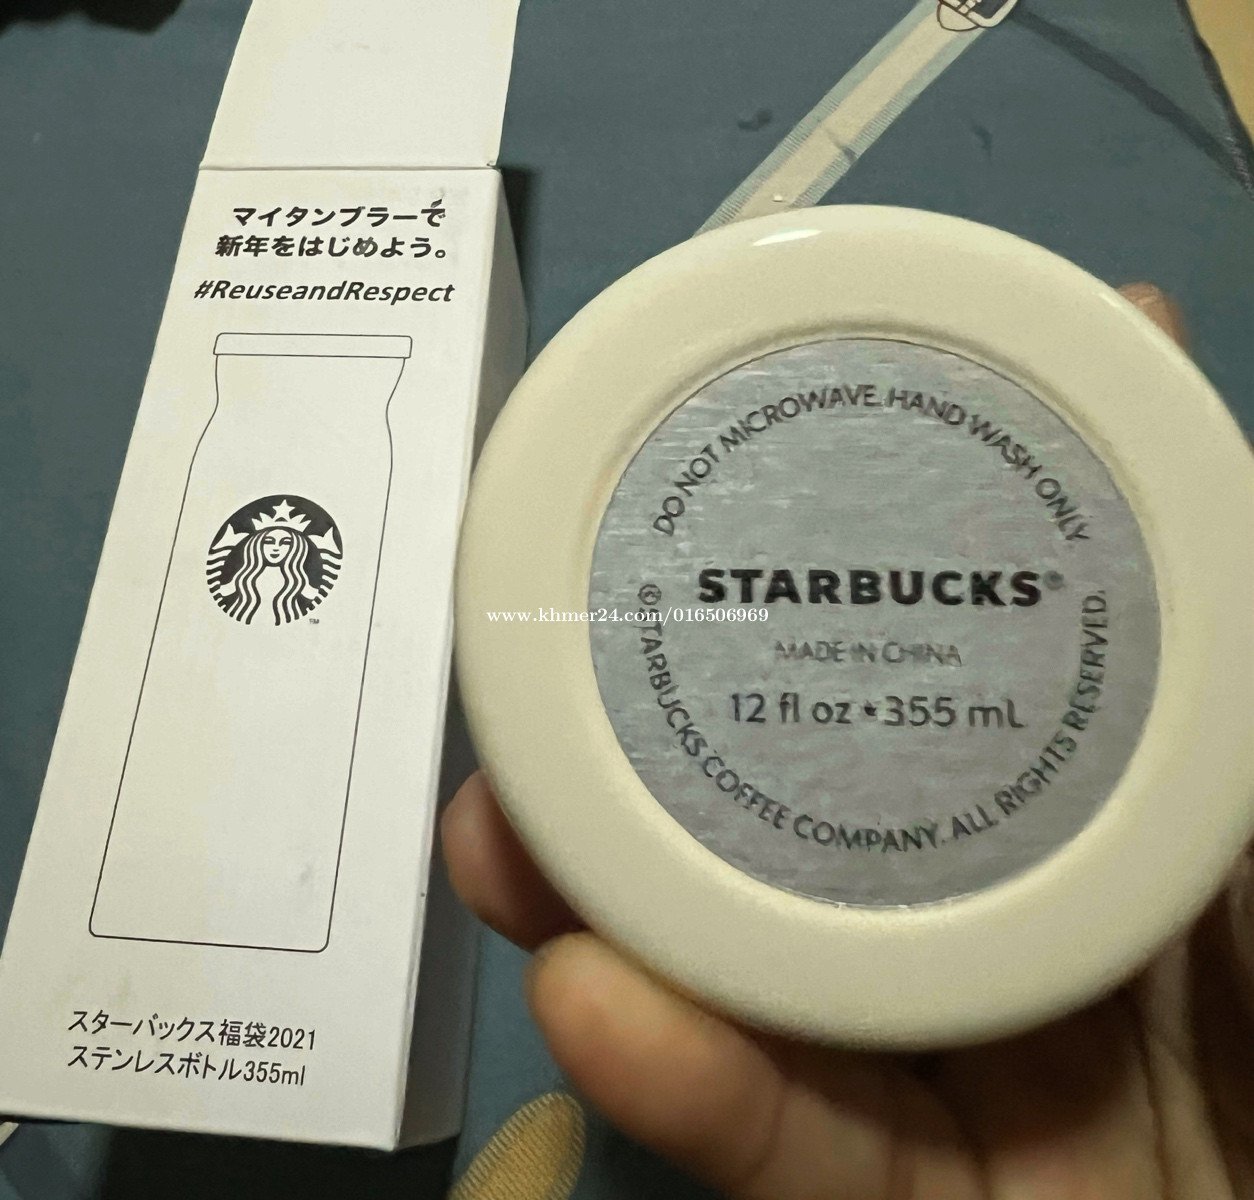 マイタンブラーで
新年をはじめよう。
#ReuseandRespect
TM
スターバックス福袋2021
ステンレスボトル355ml
DO NOT MICROWAVE. HAND WASH ONLY
STARBUCKS®
www.khmer24.com/016506969
MADE IN CHINA
12 fl oz • 355 mL
©STARBUCKS COFFEE COMPANY. ALL RIGHTS RESERVED.